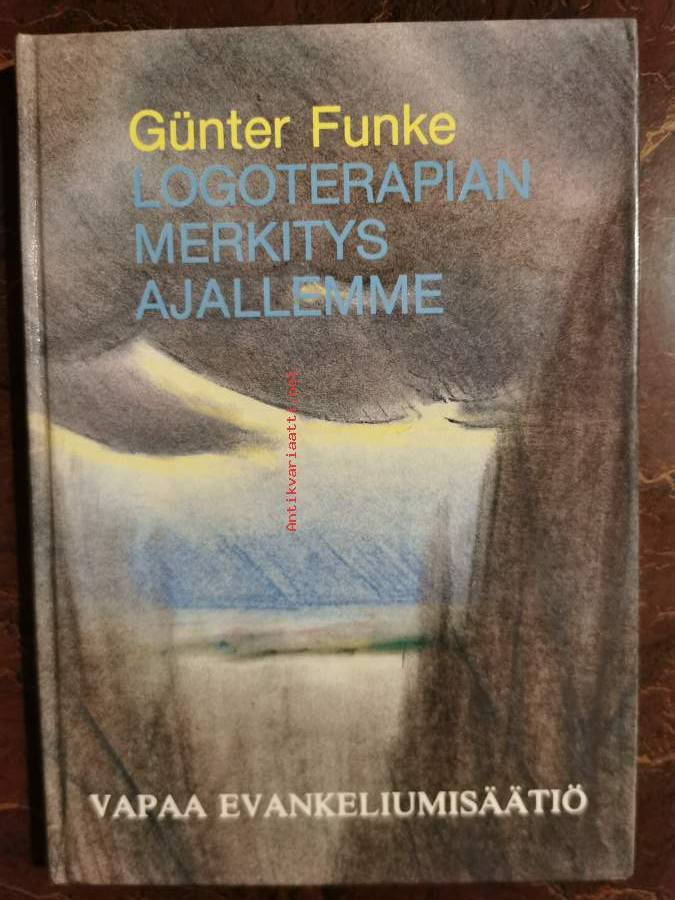 Günter Funke
LOGOTERAPIAN
MERKITYS
AJALLEMME
Antikvariaatti.net
VAPAA EVANKELIUMISÄÄTIÖ